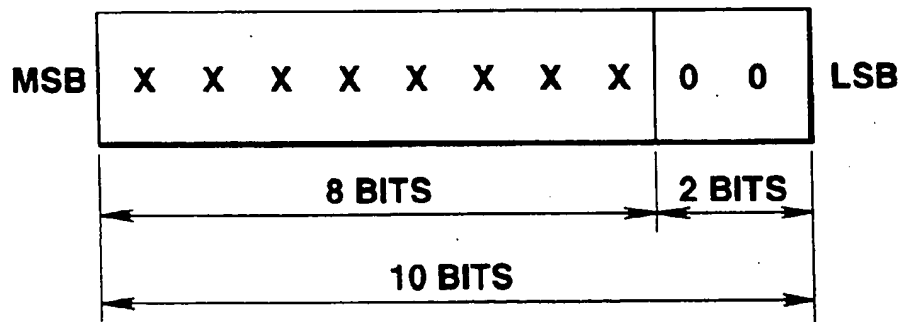 MSB X X X X X X X X 0 0 LSB
8 BITS 2 BITS
10 BITS